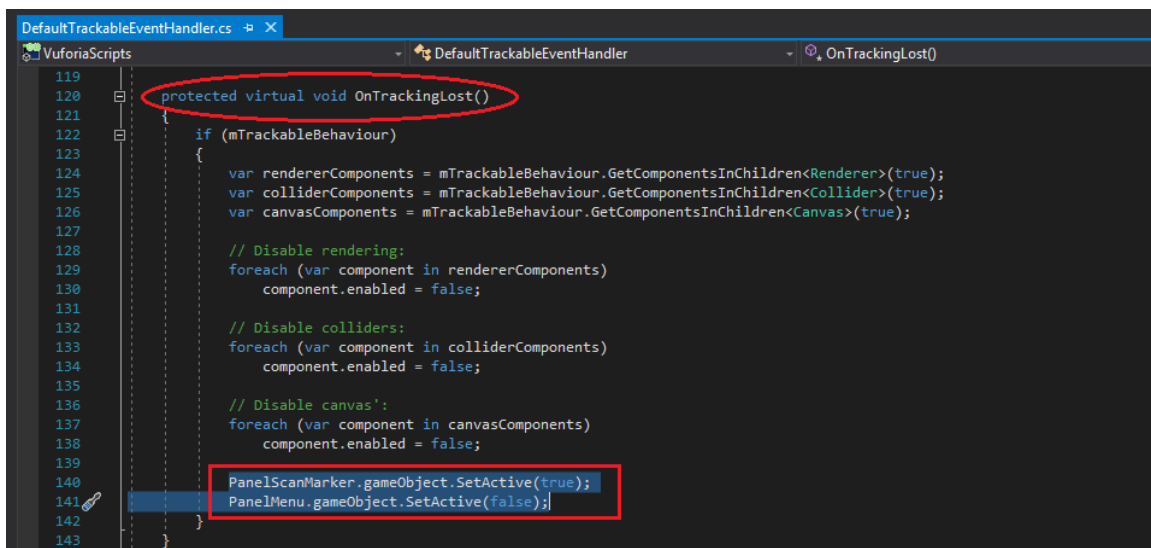 DefaultTrackableEventHandler.cs
VuforiaScripts DefaultTrackableEventHandler OnTrackingLost()
119
120 protected virtual void OnTrackingLost()
121 {
122 if (mTrackableBehaviour)
123 {
124 var rendererComponents = mTrackableBehaviour.GetComponentsInChildren<Renderer>(true);
125 var colliderComponents = mTrackableBehaviour.GetComponentsInChildren<Collider>(true);
126 var canvasComponents = mTrackableBehaviour.GetComponentsInChildren<Canvas>(true);
127
128 // Disable rendering:
129 foreach (var component in rendererComponents)
130 component.enabled = false;
131
132 // Disable colliders:
133 foreach (var component in colliderComponents)
134 component.enabled = false;
135
136 // Disable canvas':
137 foreach (var component in canvasComponents)
138 component.enabled = false;
139
140 PanelScanMarker.gameObject.SetActive(true);
141 PanelMenu.gameObject.SetActive(false);
142 }
143 }